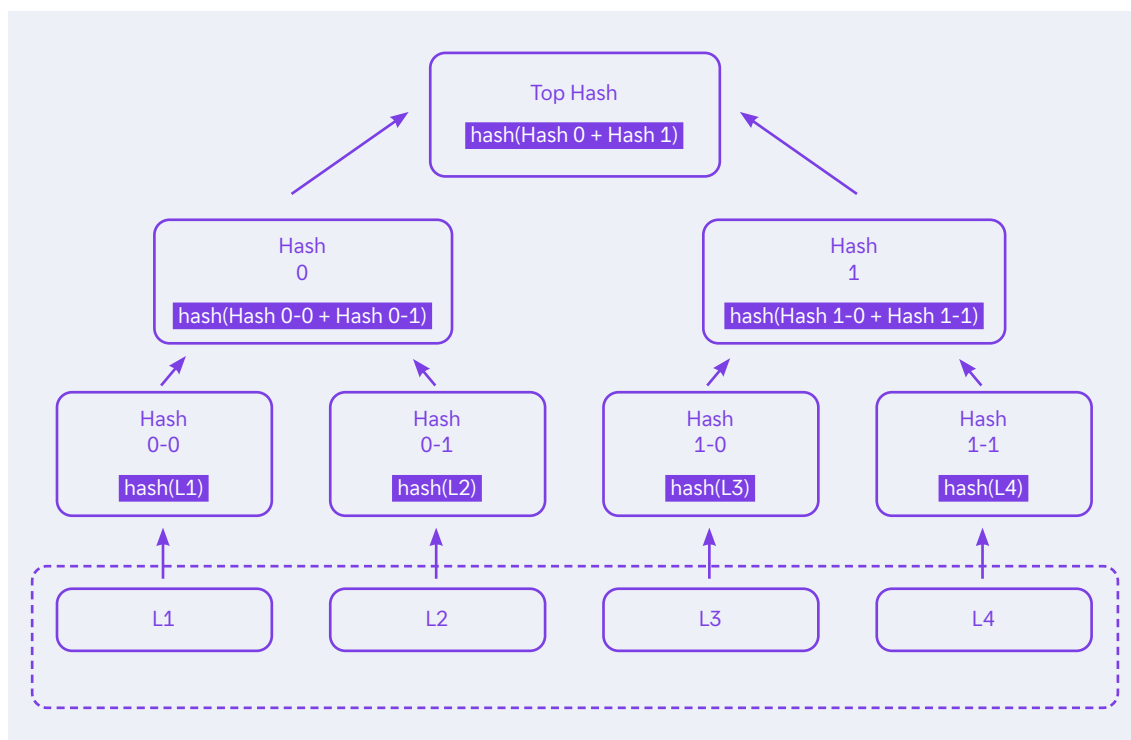 Top Hash
hash(Hash 0 + Hash 1)
Hash
0
hash(Hash 0-0 + Hash 0-1)
Hash
1
hash(Hash 1-0 + Hash 1-1)
Hash
0-0
hash(L1)
Hash
0-1
hash(L2)
Hash
1-0
hash(L3)
Hash
1-1
hash(L4)
L1
L2
L3
L4